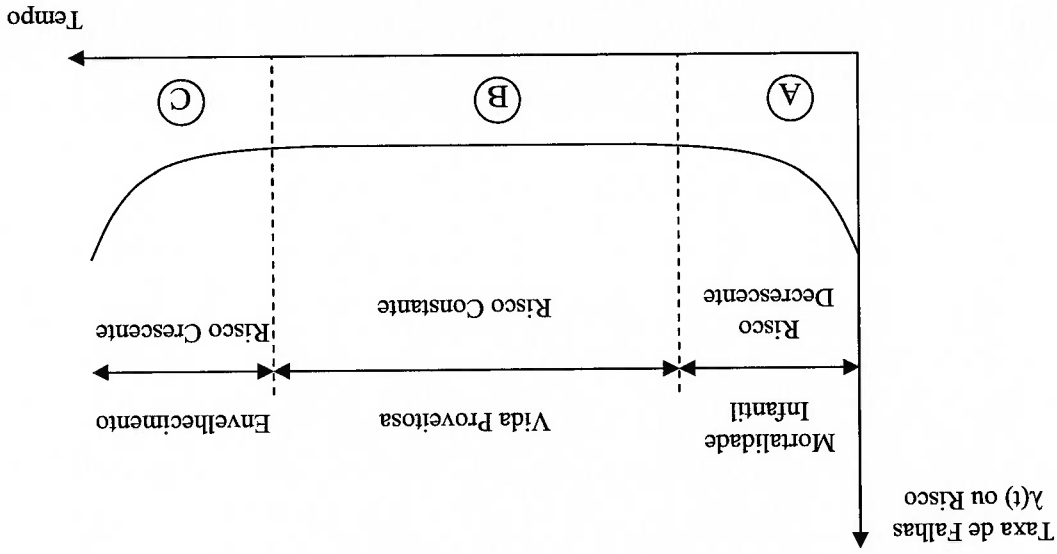 Taxa de Falhas
λ(t) ou Risco
Mortalidade
Infantil
Vida Proveitosa
Envelhecimento
Risco
Decrescente
Risco Constante
Risco Crescente
A
B
C
Tempo